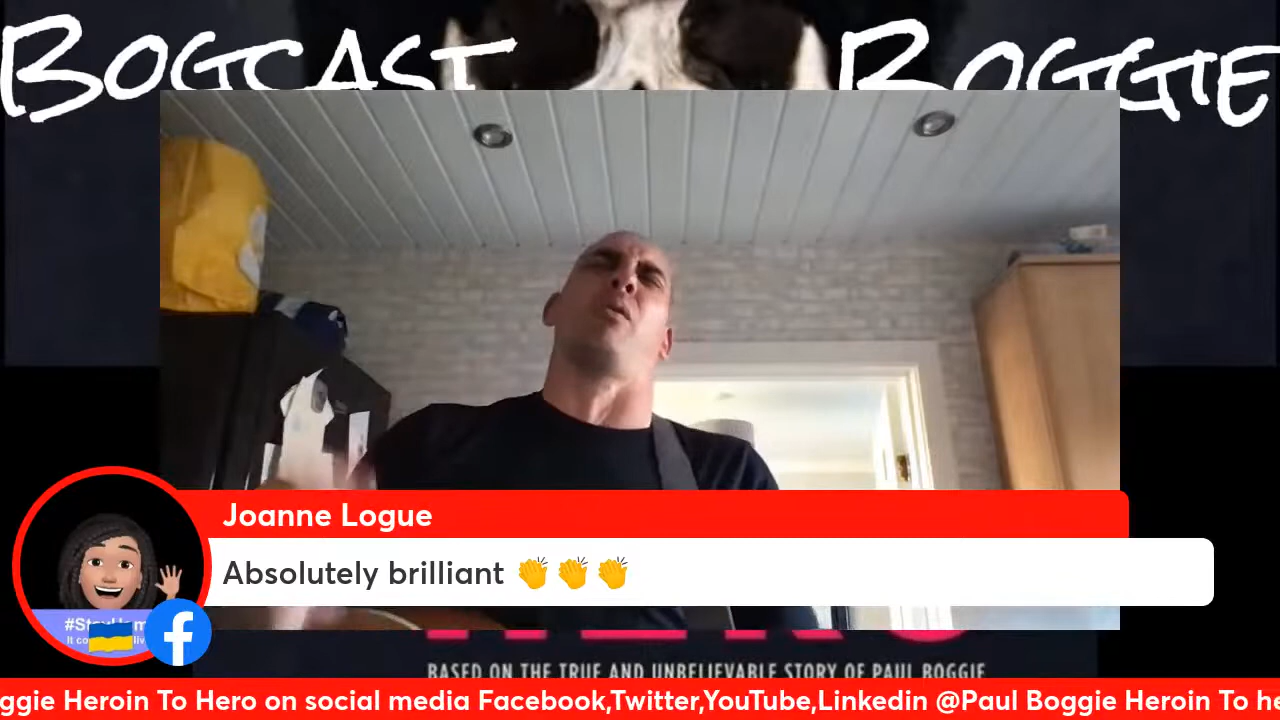 BOGCAST BOGGIE
Joanne Logue
Absolutely brilliant 👏👏👏
BASED ON THE TRUE AND UNBELIEVABLE STORY OF PAUL BOGGIE
ggie Heroin To Hero on social media Facebook,Twitter,YouTube,Linkedin @Paul Boggie Heroin To he